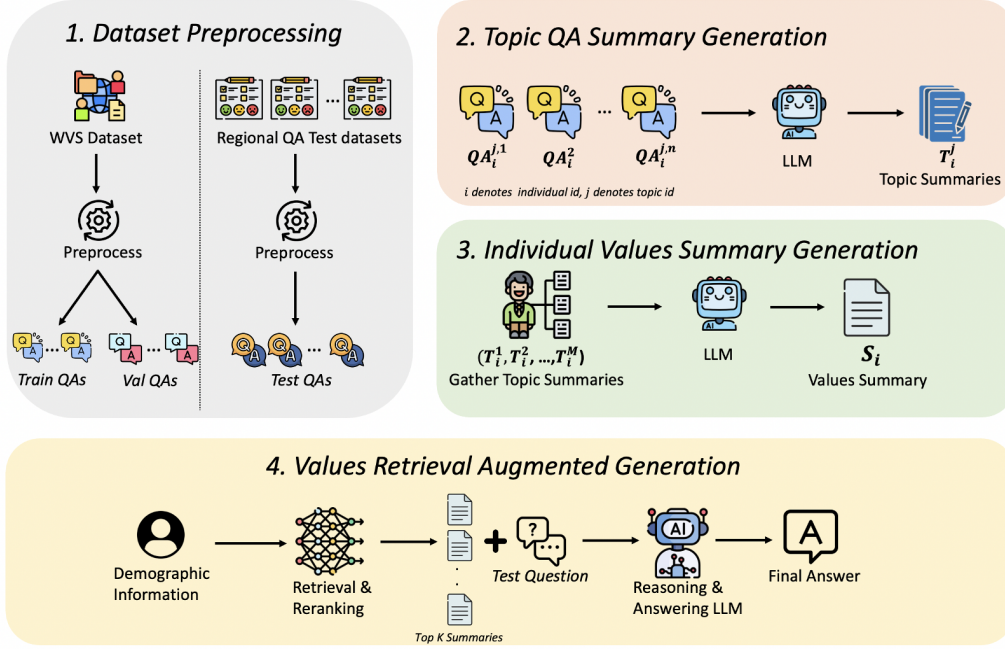 1. Dataset Preprocessing
WVS Dataset
Regional QA Test datasets
...
Preprocess
Preprocess
Q A ... Q A
Q A ... Q A
Q A Q A ... Q A
Train QAs
Val QAs
Test QAs
2. Topic QA Summary Generation
Q A Q A ... Q A
AI
QA_i^{j,1}
QA_i^2
QA_i^{j,n}
LLM
T_i^j
Topic Summaries
i denotes individual id, j denotes topic id
3. Individual Values Summary Generation
AI
(T_i^1, T_i^2, ..., T_i^M)
Gather Topic Summaries
LLM
S_i
Values Summary
4. Values Retrieval Augmented Generation
Demographic
Information
Retrieval &
Reranking
.
.
Top K Summaries
+
?
...
Test Question
AI
Reasoning &
Answering LLM
A
Final Answer